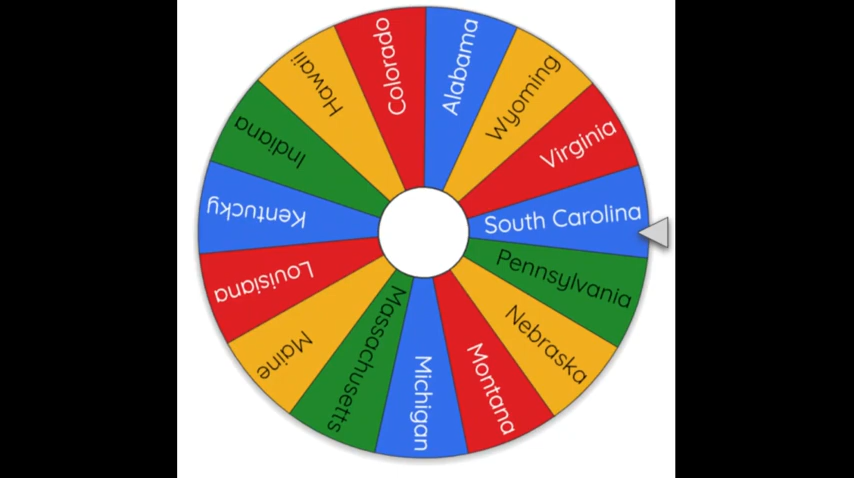 Alabama
Wyoming
Virginia
South Carolina
Pennsylvania
Nebraska
Montana
Michigan
Massachusetts
Maine
Louisiana
Kentucky
Indiana
Hawaii
Colorado